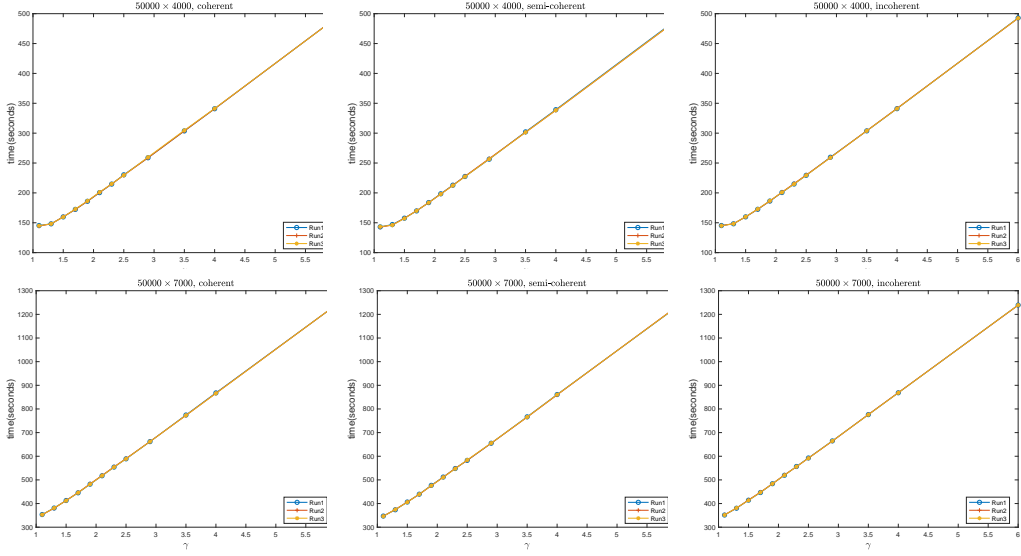 50000 × 4000, coherent
500
450
400
350
300
250
200
150
100
time(seconds)
1 1.5 2 2.5 3 3.5 4 4.5 5 5.5
Run1
Run2
Run3
50000 × 4000, semi-coherent
500
450
400
350
300
250
200
150
100
time(seconds)
1 1.5 2 2.5 3 3.5 4 4.5 5 5.5
Run1
Run2
Run3
50000 × 4000, incoherent
500
450
400
350
300
250
200
150
100
time(seconds)
1 1.5 2 2.5 3 3.5 4 4.5 5 5.5 6
Run1
Run2
Run3
50000 × 7000, coherent
1300
1200
1100
1000
900
800
700
600
500
400
300
time(seconds)
1 1.5 2 2.5 3 3.5 4 4.5 5 5.5
γ
Run1
Run2
Run3
50000 × 7000, semi-coherent
1300
1200
1100
1000
900
800
700
600
500
400
300
time(seconds)
1 1.5 2 2.5 3 3.5 4 4.5 5 5.5
γ
Run1
Run2
Run3
50000 × 7000, incoherent
1300
1200
1100
1000
900
800
700
600
500
400
300
time(seconds)
1 1.5 2 2.5 3 3.5 4 4.5 5 5.5 6
γ
Run1
Run2
Run3